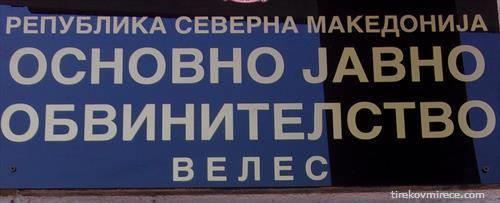 РЕПУБЛИКА СЕВЕРНА МАКЕДОНИЈА
ОСНОВНО ЈАВНО
ОБВИНИТЕЛСТВО
ВЕЛЕС
tirekovmirece.com